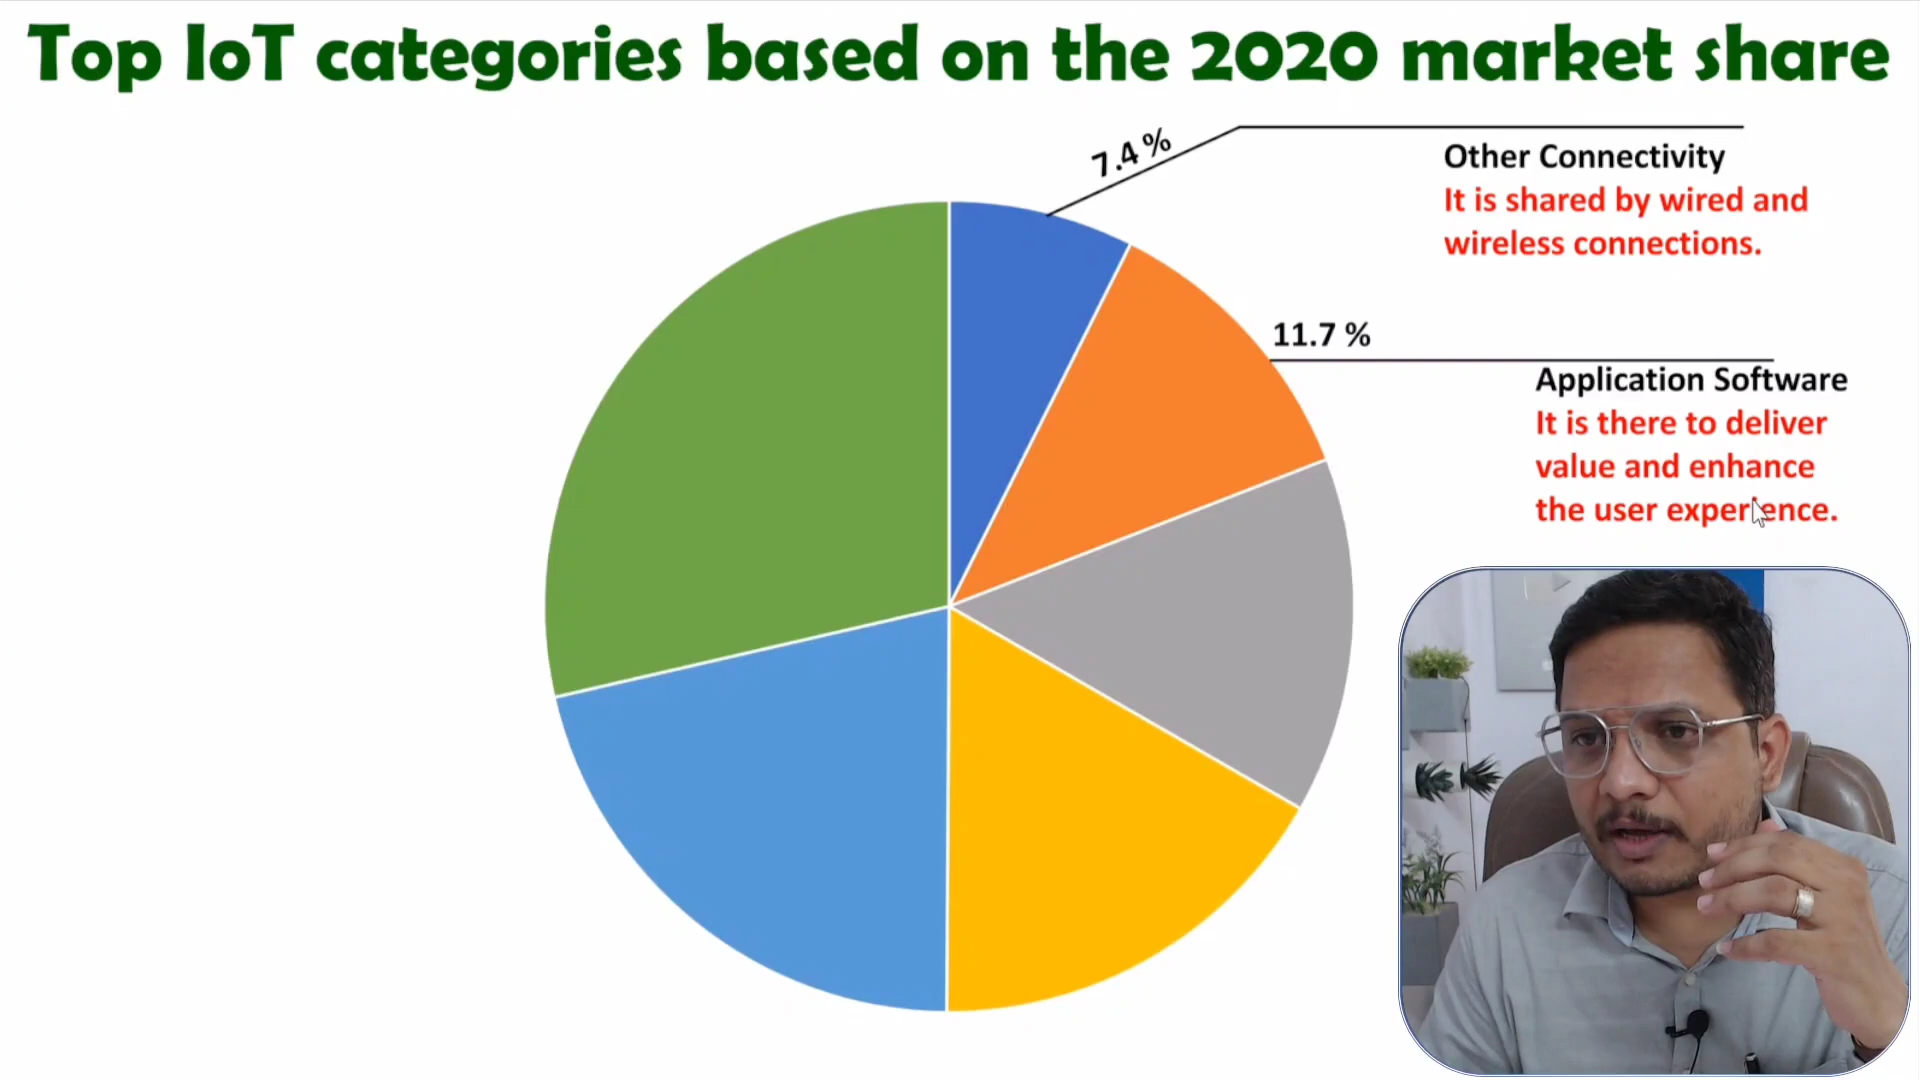 Top IoT categories based on the 2020 market share
7.4 %
Other Connectivity
It is shared by wired and
wireless connections.
11.7 %
Application Software
It is there to deliver
value and enhance
the user experience.